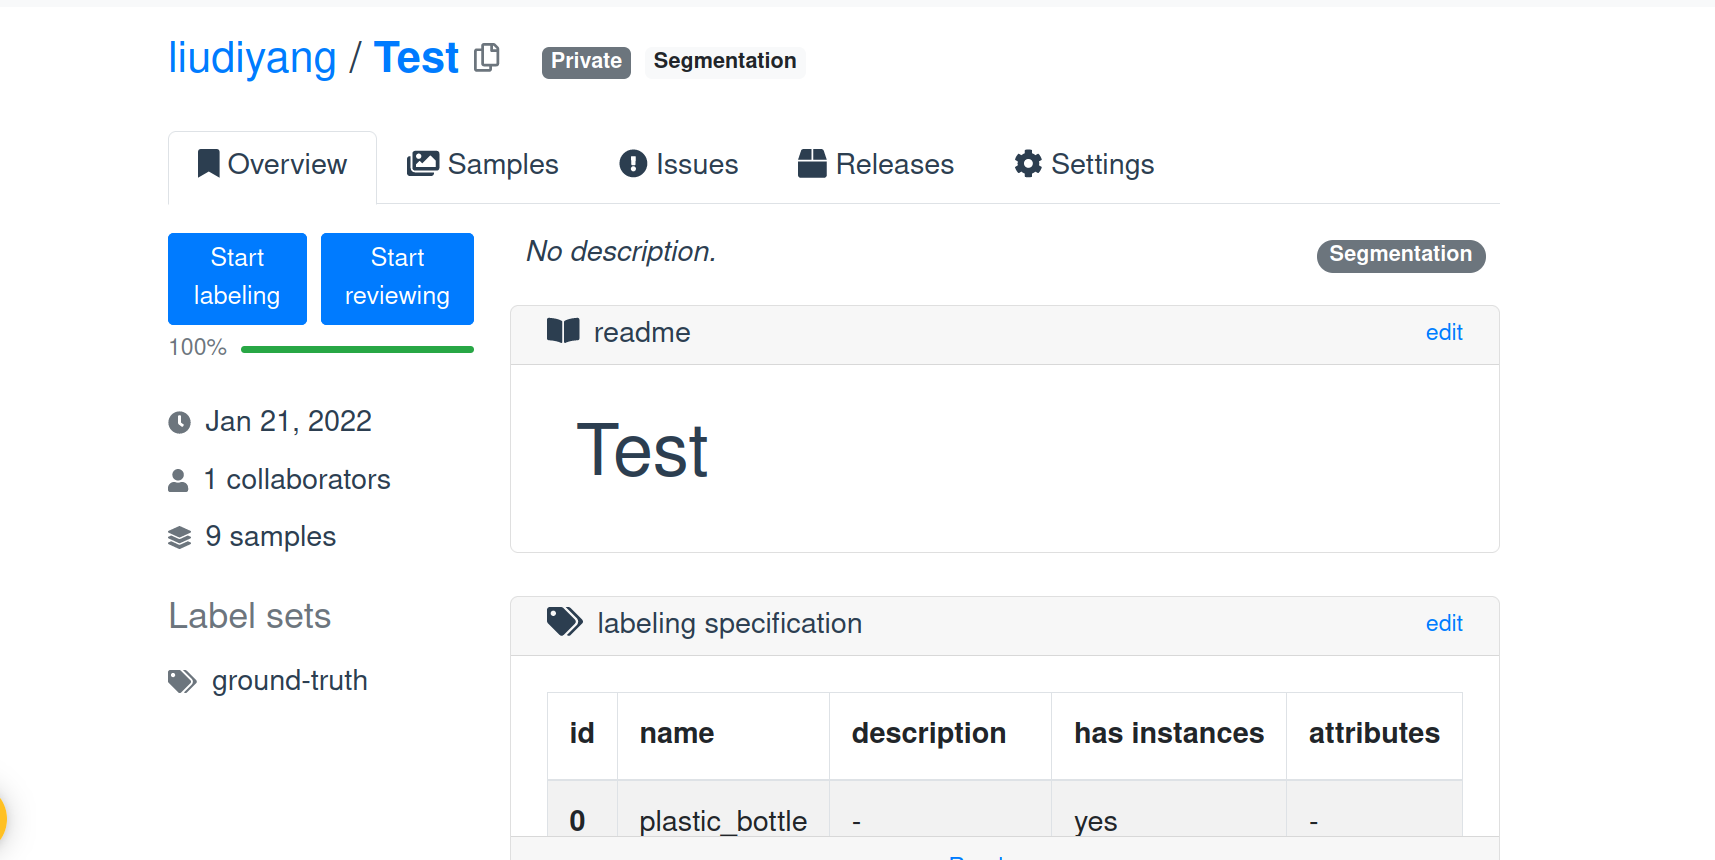 liudiyang / Test Private Segmentation
Overview Samples Issues Releases Settings
Start labeling
Start reviewing
100%
Jan 21, 2022
1 collaborators
9 samples
Label sets
ground-truth
No description. Segmentation
readme edit
Test
labeling specification edit
id name description has instances attributes
0 plastic_bottle - yes -